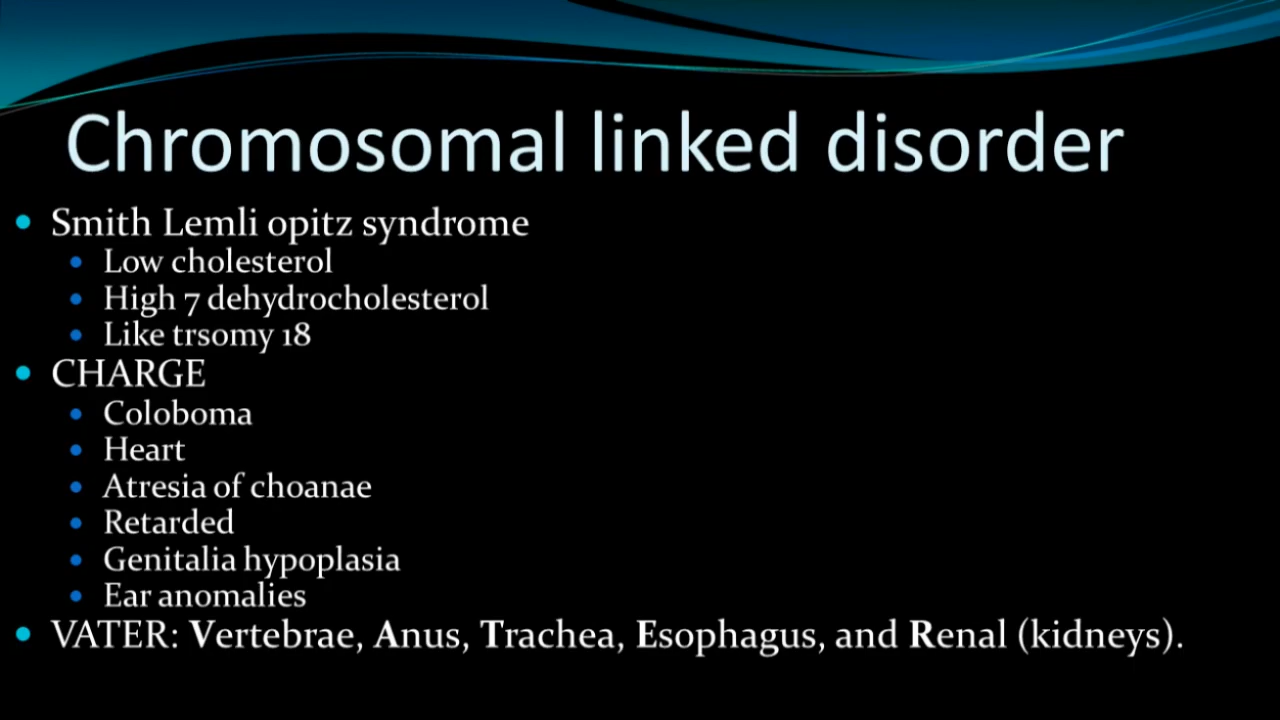 Chromosomal linked disorder
Smith Lemli opitz syndrome
Low cholesterol
High 7 dehydrocholesterol
Like trsomy 18
CHARGE
Coloboma
Heart
Atresia of choanae
Retarded
Genitalia hypoplasia
Ear anomalies
VATER: Vertebrae, Anus, Trachea, Esophagus, and Renal (kidneys).